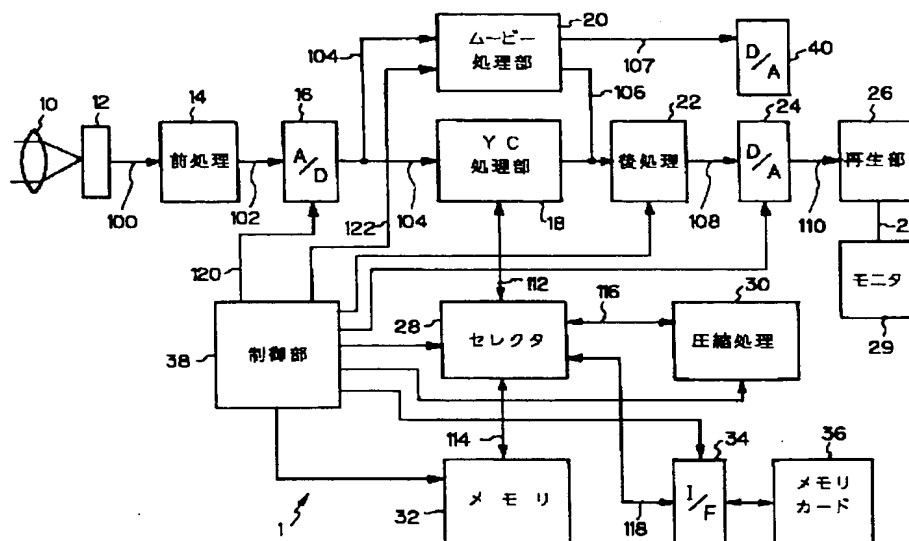 20
ムービー
処理部
104
107
D/A
40
106
10
12
14
前処理
16
A/D
100
102
122
104
YC
処理部
18
22
後処理
24
D/A
108
26
再生部
110
2
モニタ
29
120
38
制御部
112
28
セレクタ
116
30
圧縮処理
114
34
I/F
36
メモリ
カード
1
32
メモリ
118